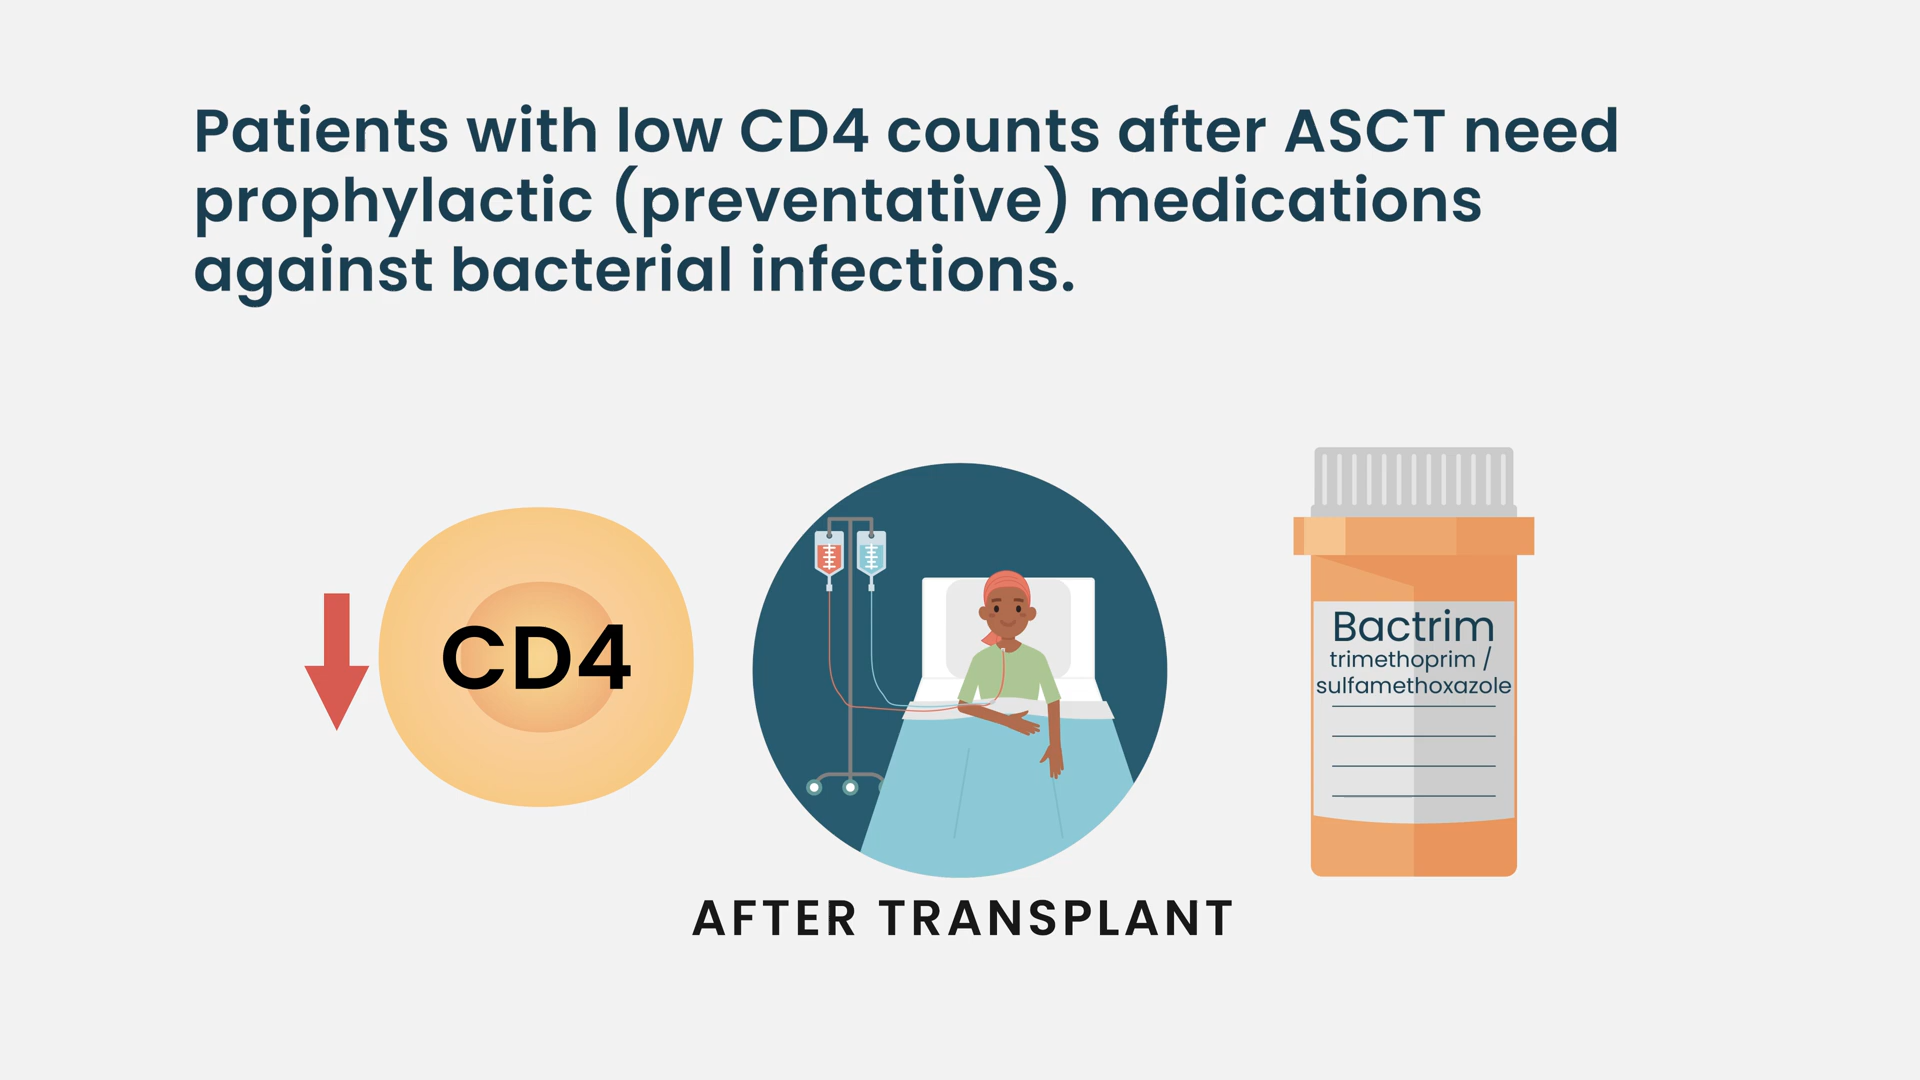 Patients with low CD4 counts after ASCT need
prophylactic (preventative) medications
against bacterial infections.
CD4
Bactrim
trimethoprim /
sulfamethoxazole
AFTER TRANSPLANT